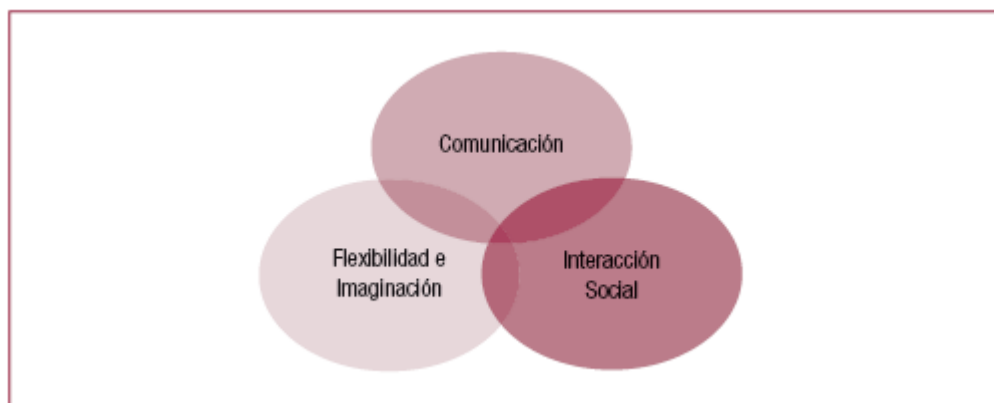 Comunicación
Flexibilidad e
Imaginación
Interacción
Social